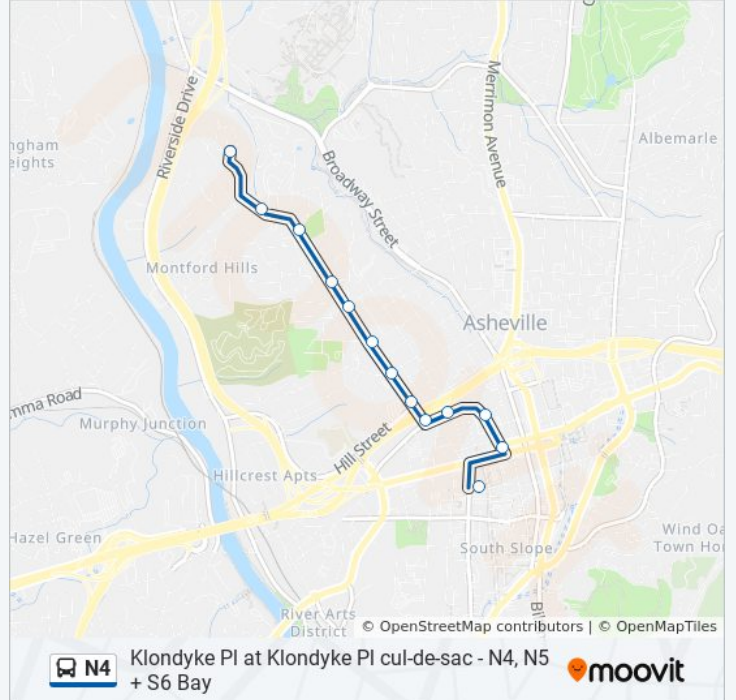 Riverside Drive
Merrimon Avenue
ngham
eights
Albemarle
Broadway Street
Montford Hills
Asheville
mma Road
Murphy Junction
Hill Street
Hillcrest Apts
Hazel Green
South Slope
Wind Oa
Town Hor
River Arts
District
© OpenStreetMap contributors | © OpenMapTiles
N4
Klondyke Pl at Klondyke Pl cul-de-sac - N4, N5
+ S6 Bay
moovit